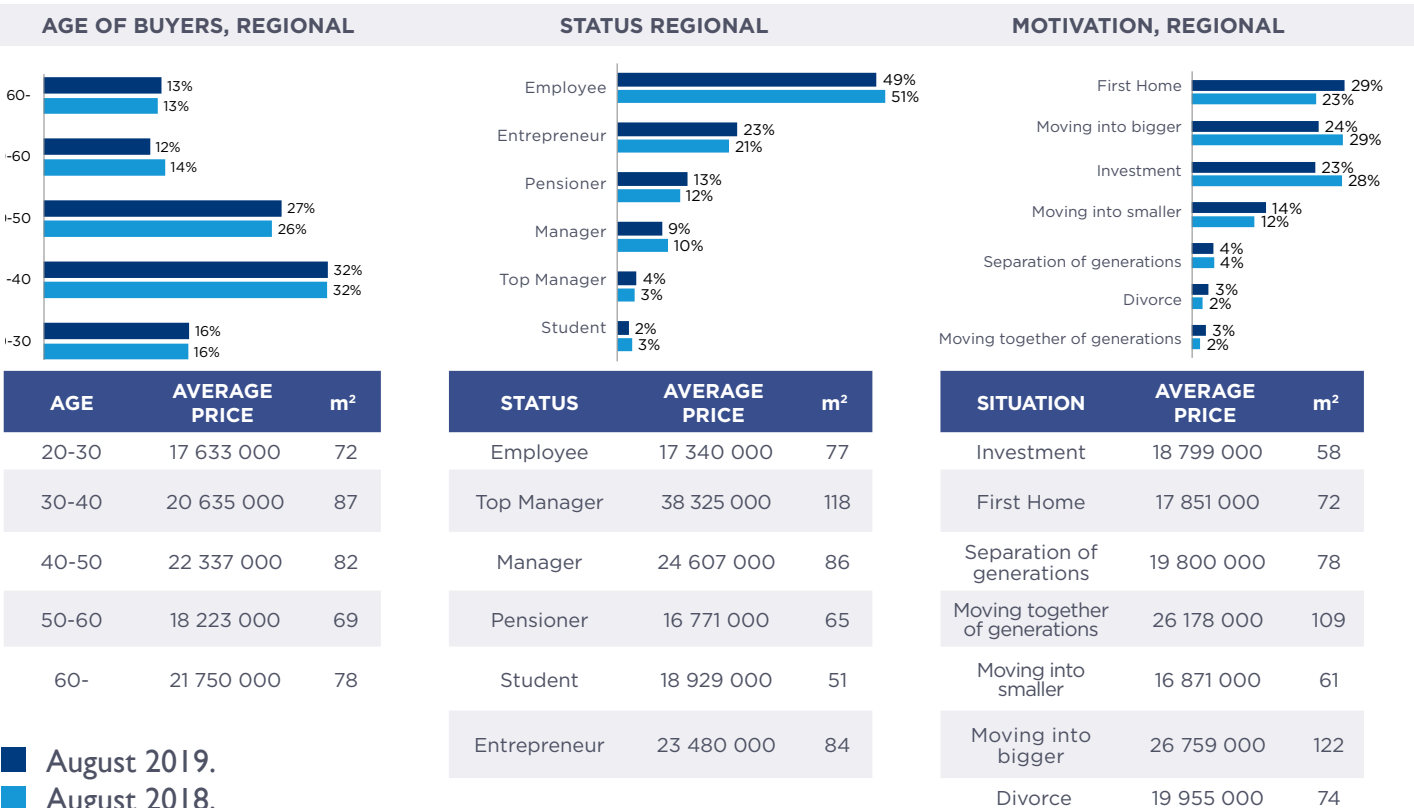 AGE OF BUYERS, REGIONAL
60-
13%
13%
-60
12%
14%
-50
27%
26%
-40
32%
32%
-30
16%
16%
AGE AVERAGE PRICE m²
20-30 17 633 000 72
30-40 20 635 000 87
40-50 22 337 000 82
50-60 18 223 000 69
60- 21 750 000 78
August 2019.
August 2018.
STATUS REGIONAL
Employee
49%
51%
Entrepreneur
23%
21%
Pensioner
13%
12%
Manager
9%
10%
Top Manager
4%
3%
Student
2%
3%
STATUS AVERAGE PRICE m²
Employee 17 340 000 77
Top Manager 38 325 000 118
Manager 24 607 000 86
Pensioner 16 771 000 65
Student 18 929 000 51
Entrepreneur 23 480 000 84
MOTIVATION, REGIONAL
First Home
29%
23%
Moving into bigger
24%
29%
Investment
23%
28%
Moving into smaller
14%
12%
Separation of generations
4%
4%
Divorce
3%
2%
Moving together of generations
3%
2%
SITUATION AVERAGE PRICE m²
Investment 18 799 000 58
First Home 17 851 000 72
Separation of generations 19 800 000 78
Moving together of generations 26 178 000 109
Moving into smaller 16 871 000 61
Moving into bigger 26 759 000 122
Divorce 19 955 000 74